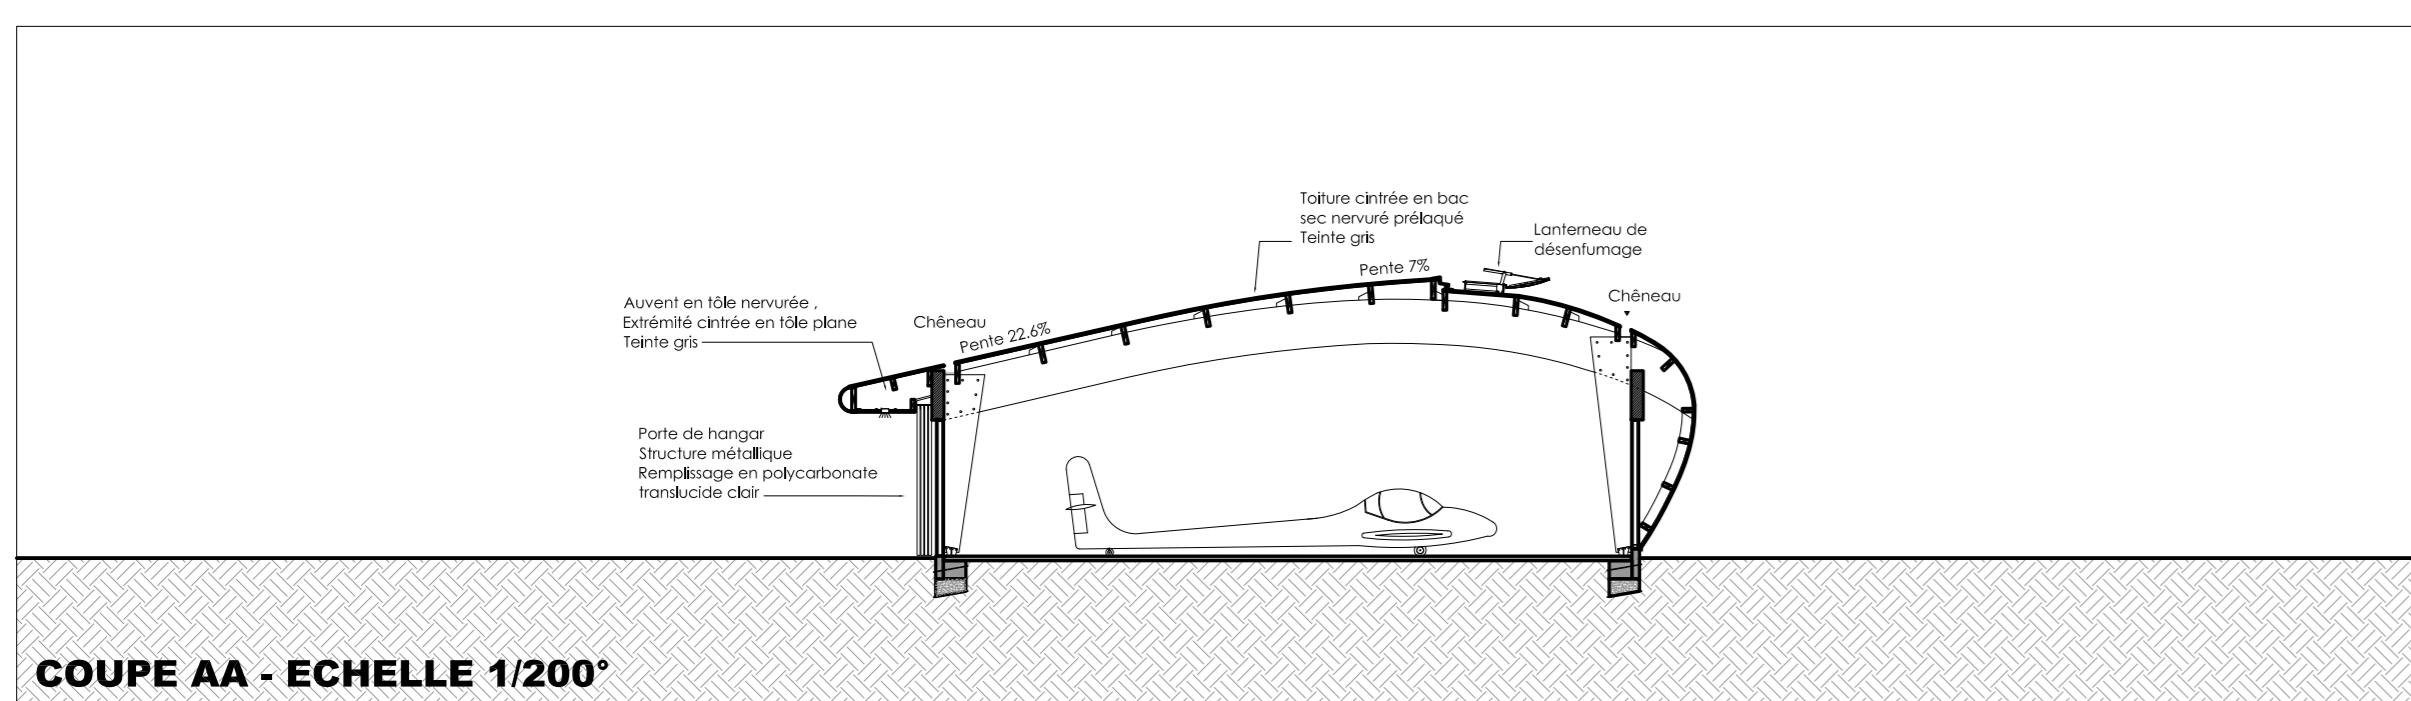 Toiture cintrée en bac
sec nervuré prélaqué
Teinte gris
Lanterneau de
désenfumage
Pente 7%
Chêneau
Auvent en tôle nervurée ,
Extrémité cintrée en tôle plane
Teinte gris
Chêneau
Pente 22.6%
Porte de hangar
Structure métallique
Remplissage en polycarbonate
translucide clair
COUPE AA - ECHELLE 1/200°